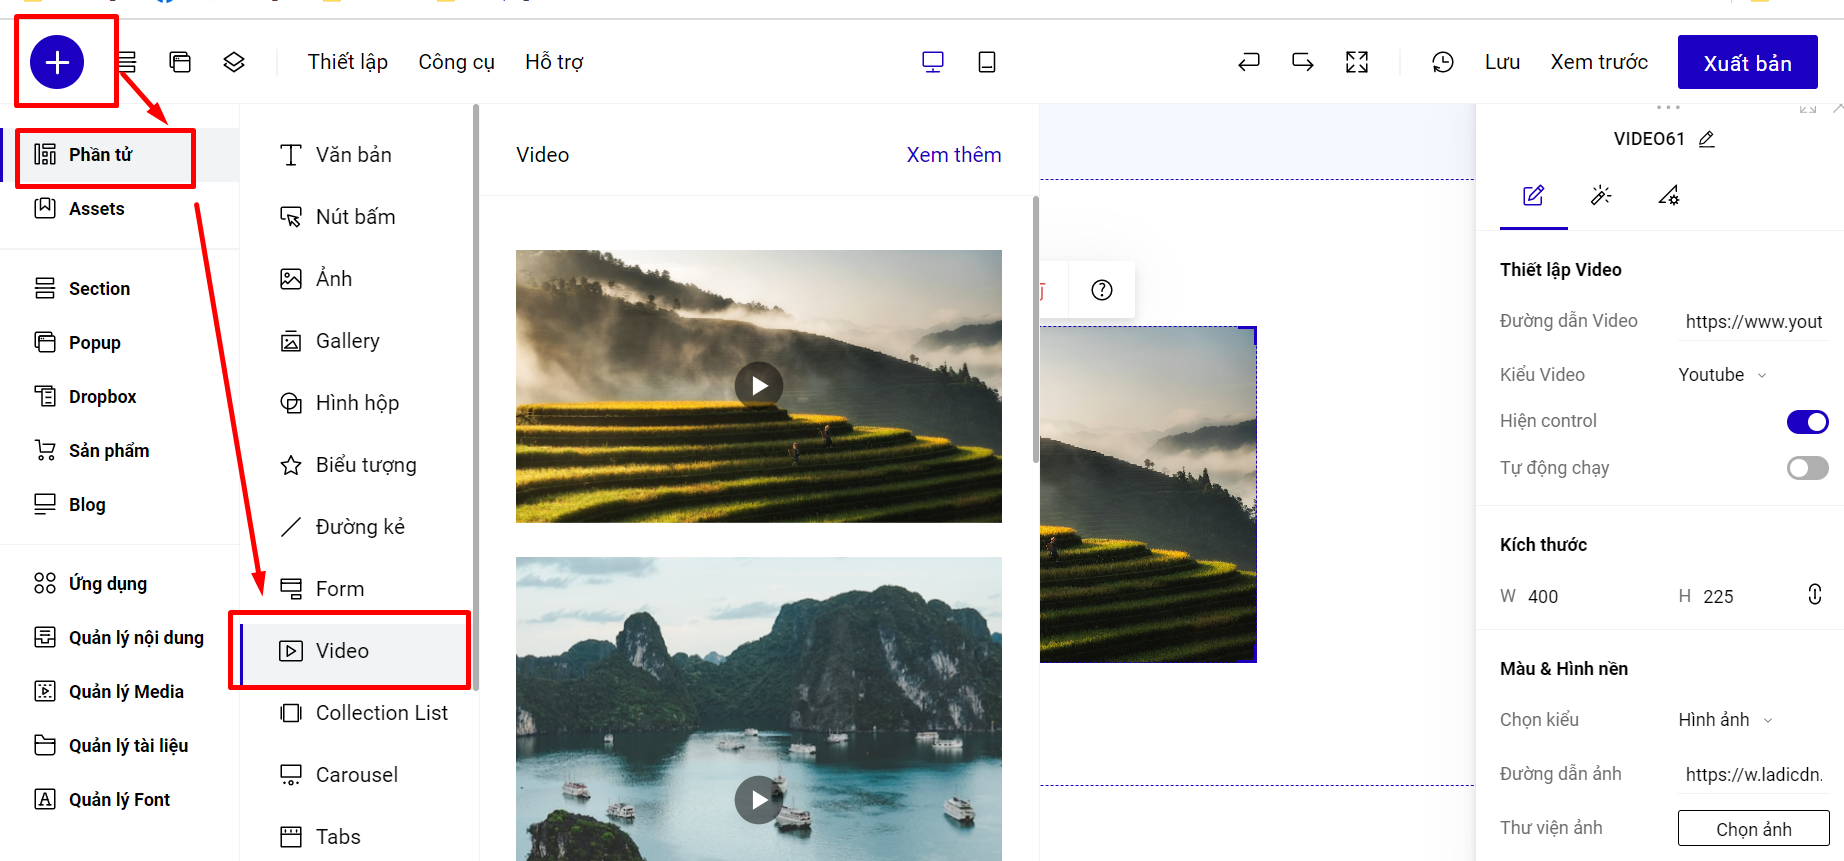 Thiết lập
Công cụ
Hỗ trợ
Lưu
Xem trước
Xuất bản
Phần tử
Assets
Section
Popup
Dropbox
Sản phẩm
Blog
Ứng dụng
Quản lý nội dung
Quản lý Media
Quản lý tài liệu
Quản lý Font
Văn bản
Nút bấm
Ảnh
Gallery
Hình hộp
Biểu tượng
Đường kẻ
Form
Video
Collection List
Carousel
Tabs
Video
Xem thêm
VIDEO61
Thiết lập Video
Đường dẫn Video https://www.yout
Kiểu Video Youtube
Hiện control
Tự động chạy
Kích thước
W 400 H 225
Màu & Hình nền
Chọn kiểu Hình ảnh
Đường dẫn ảnh https://w.ladicdn.
Thư viện ảnh Chọn ảnh